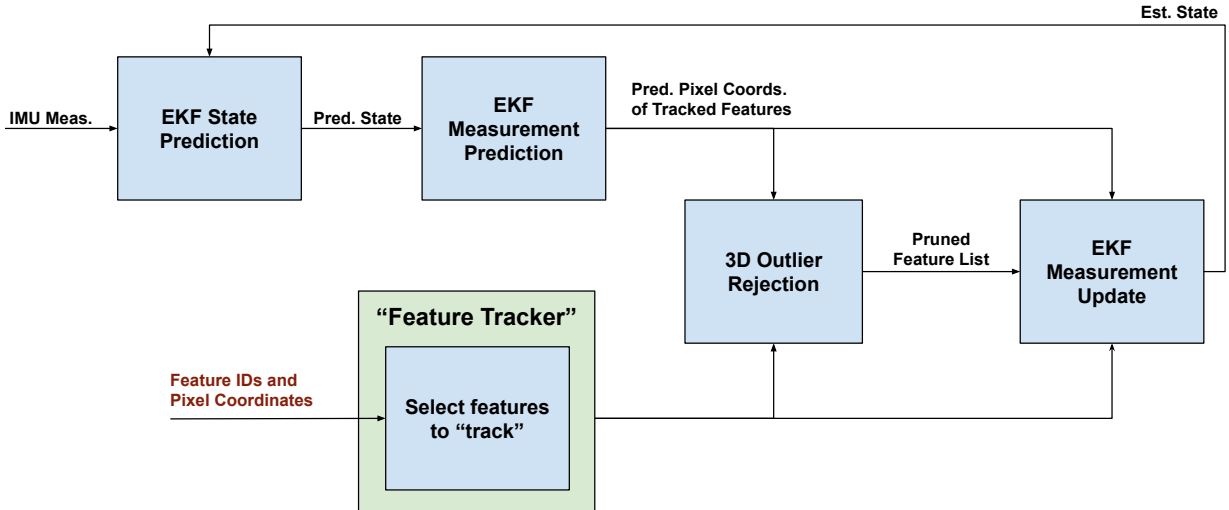 Est. State
IMU Meas.
EKF State
Prediction
Pred. State
EKF
Measurement
Prediction
Pred. Pixel Coords.
of Tracked Features
3D Outlier
Rejection
Pruned
Feature List
EKF
Measurement
Update
“Feature Tracker”
Feature IDs and
Pixel Coordinates
Select features
to “track”